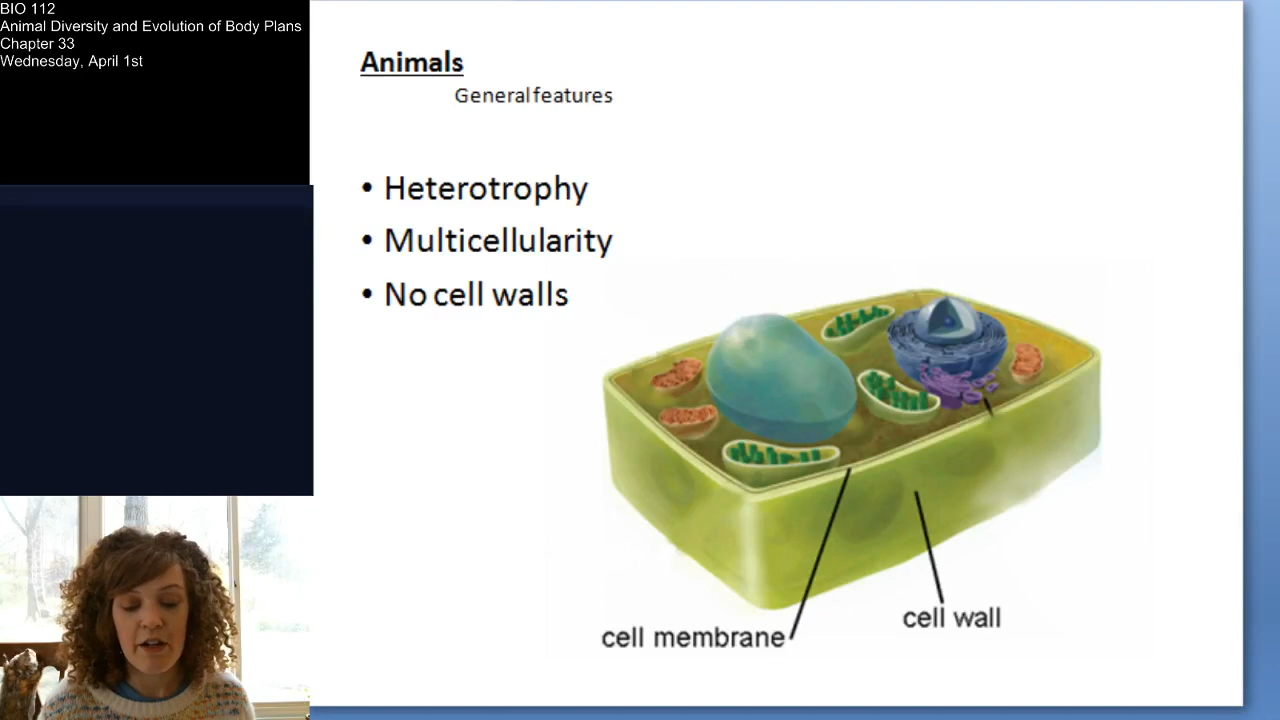 BIO 112
Animal Diversity and Evolution of Body Plans
Chapter 33
Wednesday, April 1st
Animals
General features
• Heterotrophy
• Multicellularity
• No cell walls
cell membrane
cell wall